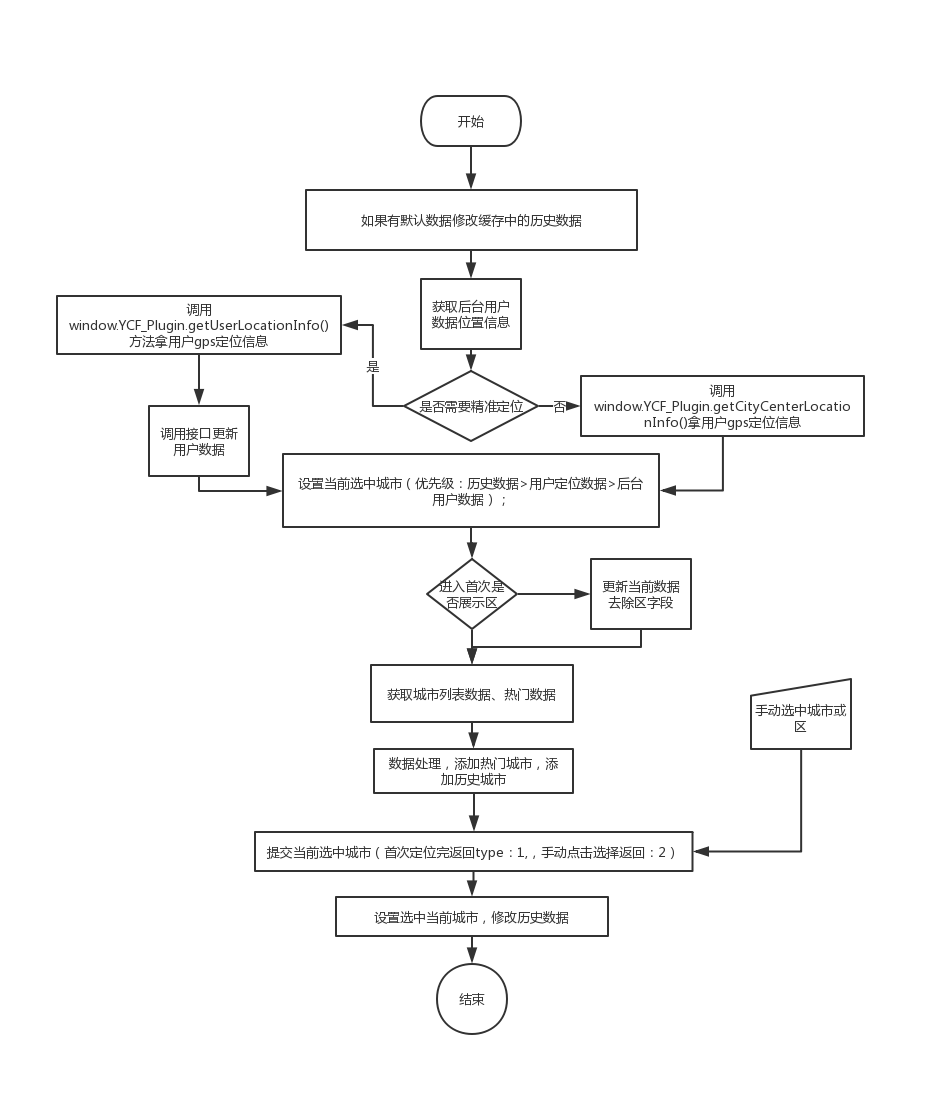 开始
如果有默认数据修改缓存中的历史数据
获取后台用户
数据位置信息
调用
window.YCF_Plugin.getUserLocationInfo()
方法拿用户gps定位信息
是
是否需要精准定位
否
调用
window.YCF_Plugin.getCityCenterLocatio
nInfo()拿用户gps定位信息
调用接口更新
用户数据
设置当前选中城市（优先级：历史数据>用户定位数据>后台
用户数据）；
进入首次是
否展示区
更新当前数据
去除区字段
获取城市列表数据、热门数据
手动选中城市或
区
数据处理，添加热门城市，添
加历史城市
提交当前选中城市（首次定位完返回type：1,，手动点击选择返回：2）
设置选中当前城市，修改历史数据
结束